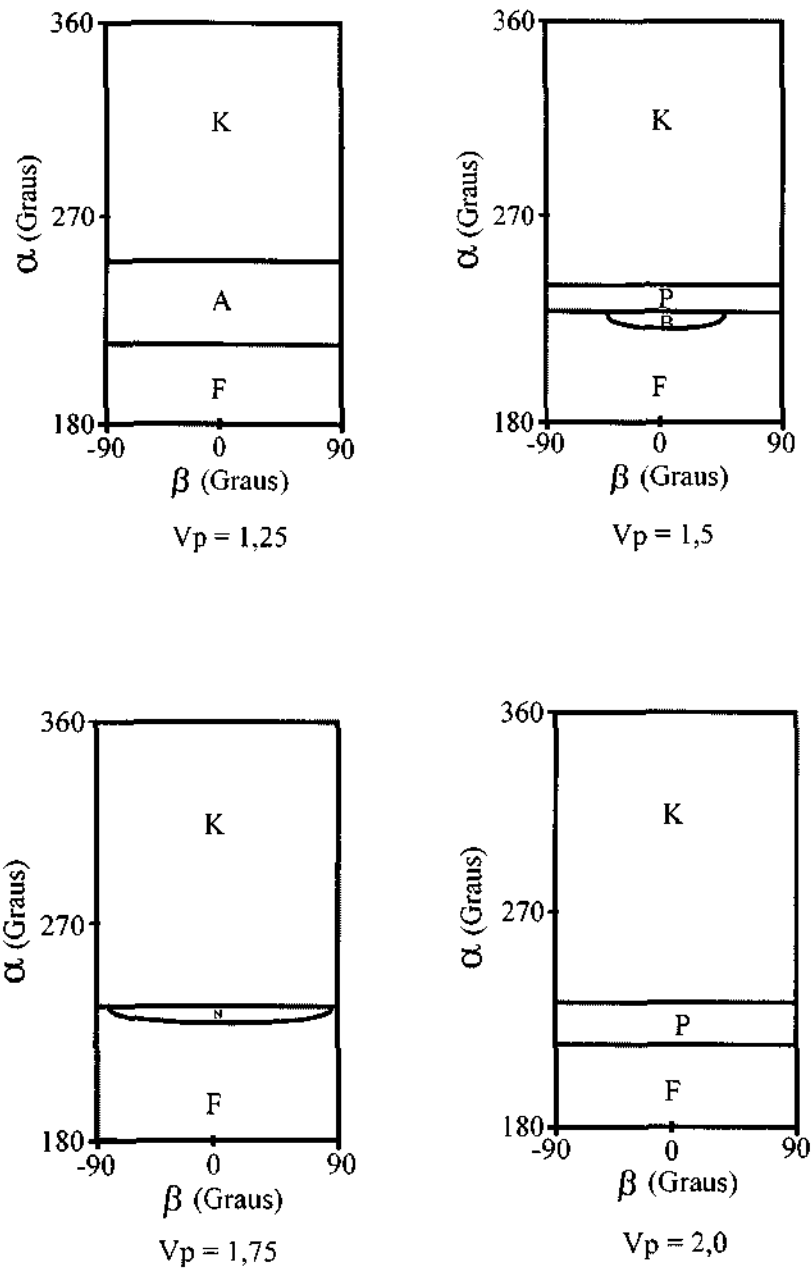 360
K
α (Graus)
270
A
F
180
-90 0 90
β (Graus)
Vp = 1,25
360
K
α (Graus)
270
P
B
F
180
-90 0 90
β (Graus)
Vp = 1,5
360
K
α (Graus)
270
N
F
180
-90 0 90
β (Graus)
Vp = 1,75
360
K
α (Graus)
270
P
F
180
-90 0 90
β (Graus)
Vp = 2,0